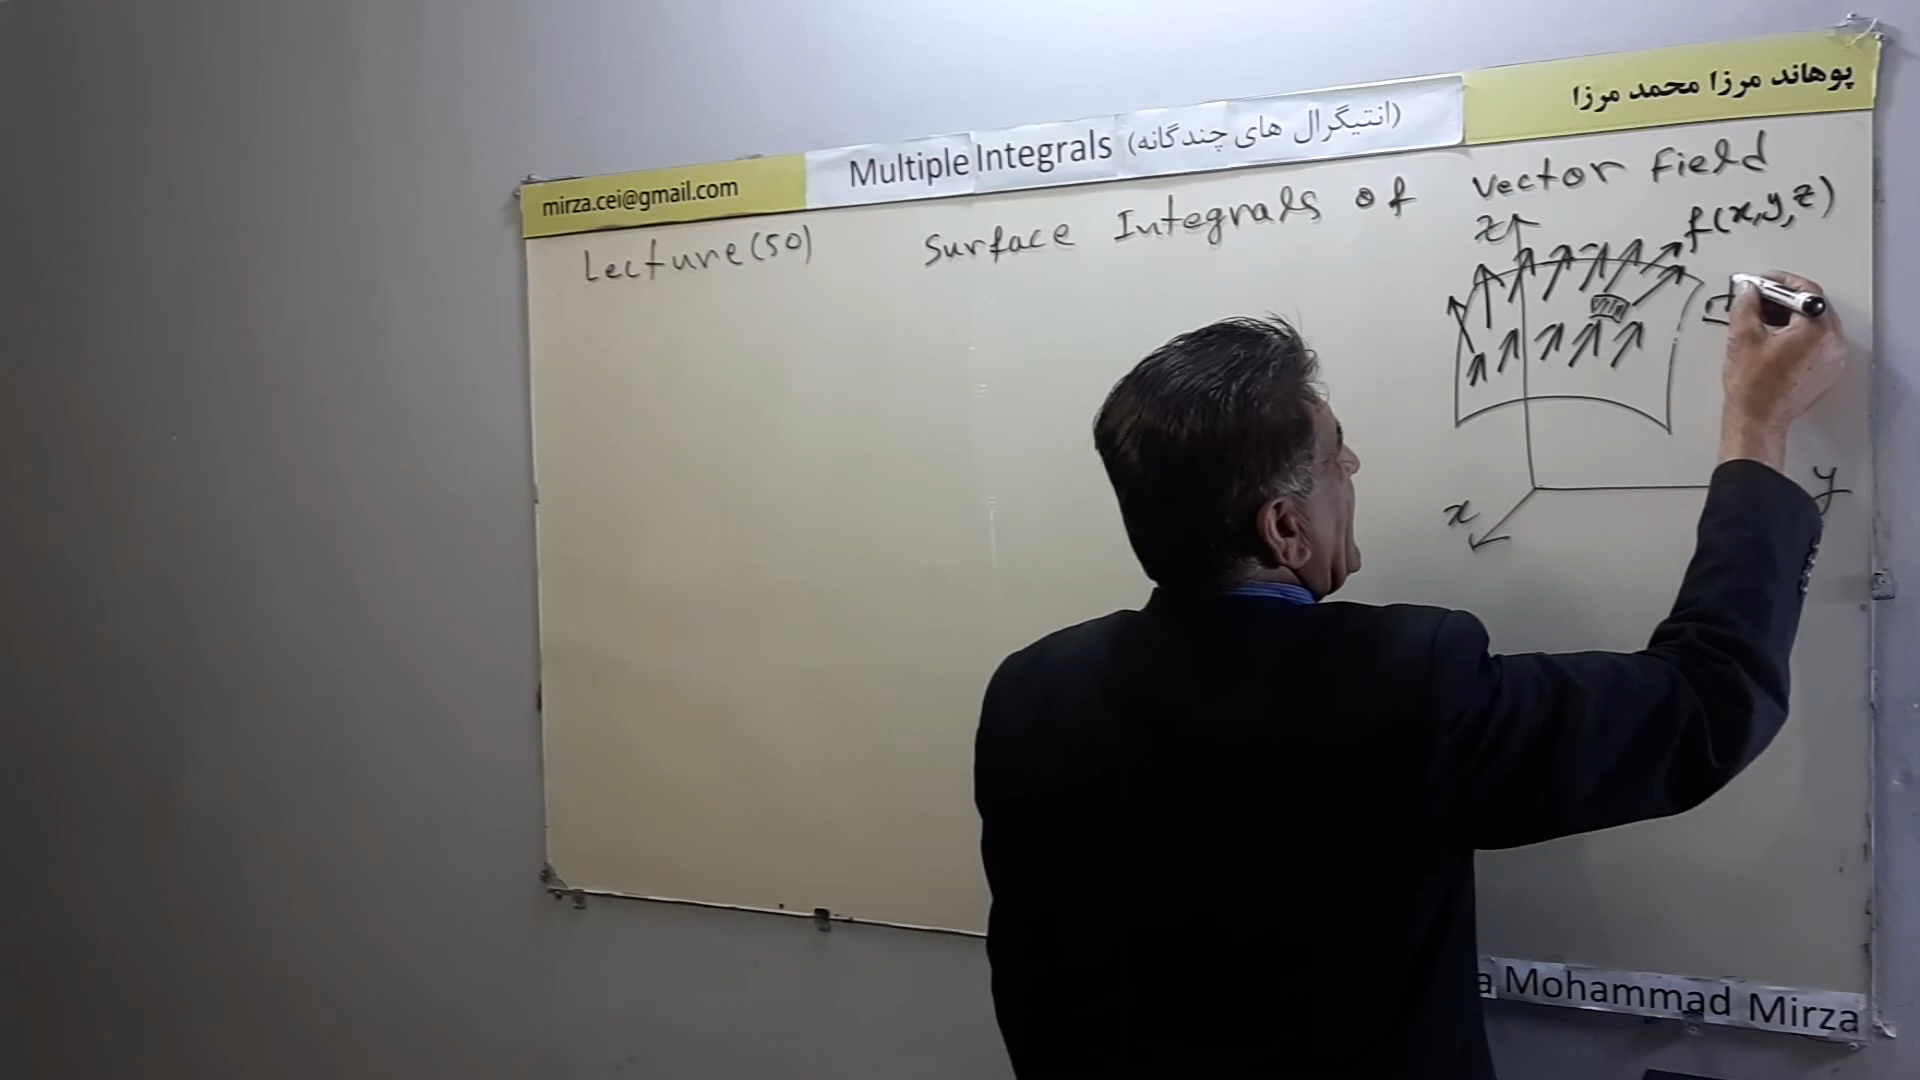 پوهاند مرزا محمد مرزا
Multiple Integrals (انتیگرال های چندگانه)
mirza.cei@gmail.com
Lecture(50) Surface Integrals of Vector Field
z f(x,y,z)
x y
Mohammad Mirza